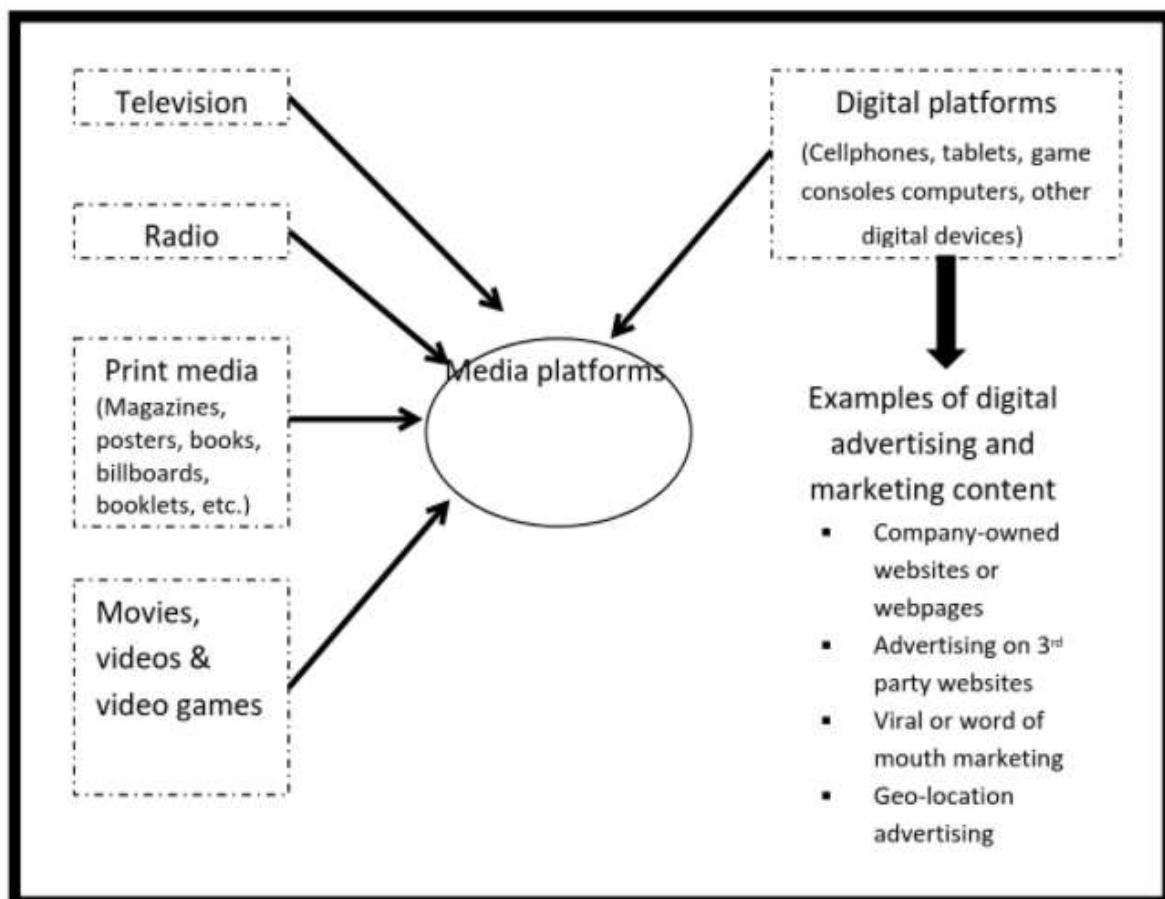 Television
Radio
Print media
(Magazines,
posters, books,
billboards,
booklets, etc.)
Movies,
videos &
video games
Media platforms
Digital platforms
(Cellphones, tablets, game
consoles computers, other
digital devices)
Examples of digital
advertising and
marketing content
▪ Company-owned
websites or
webpages
▪ Advertising on 3rd
party websites
▪ Viral or word of
mouth marketing
▪ Geo-location
advertising